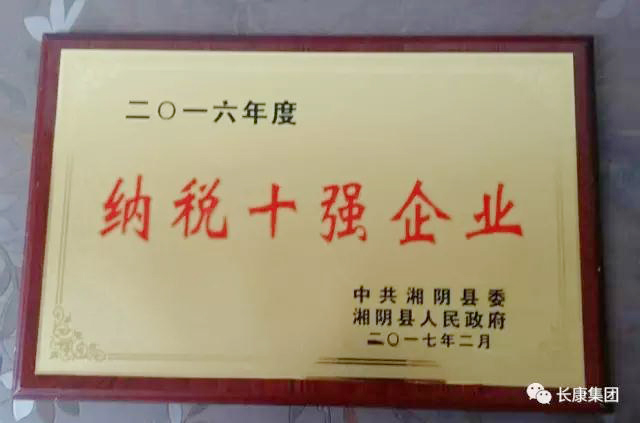 二〇一六年度
纳税十强企业
中共湘阴县委
湘阴县人民政府
二〇一七年二月
长康集团